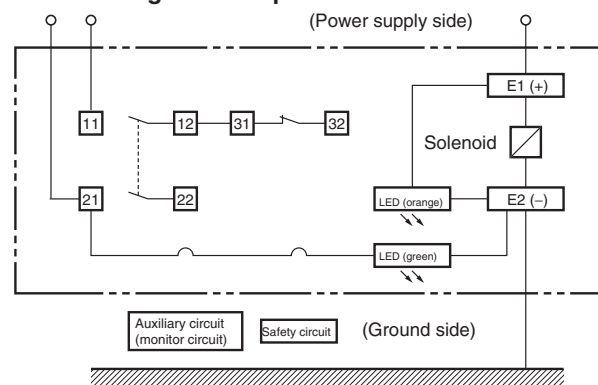 (Power supply side)
E1 (+)
11
12
31
32
Solenoid
21
22
LED (orange)
E2 (−)
LED (green)
Auxiliary circuit
(monitor circuit)
Safety circuit
(Ground side)